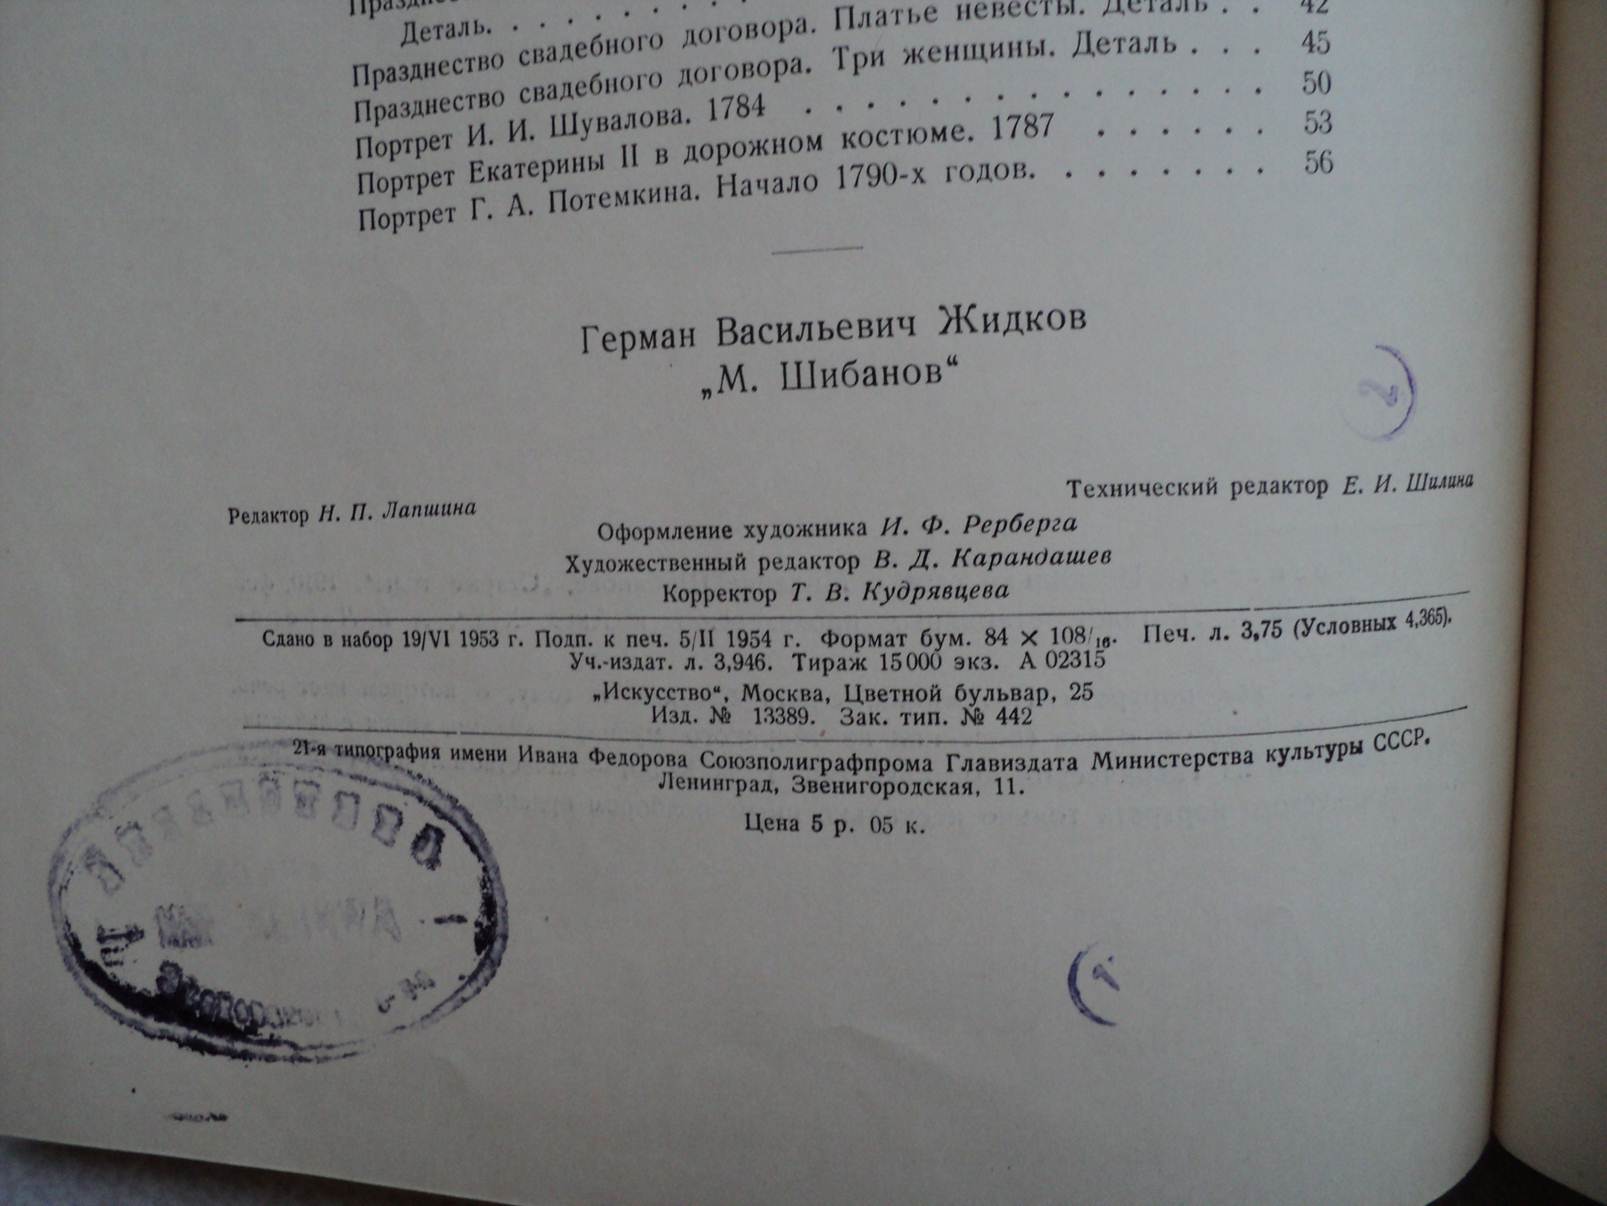 Деталь. . . . . . . . .
Празднество свадебного договора. Платье невесты. Деталь . . 42
Празднество свадебного договора. Три женщины. Деталь . . . 45
Портрет И. И. Шувалова. 1784 . . . . . . . . . . . . . . . 50
Портрет Екатерины II в дорожном костюме. 1787 . . . . . . 53
Портрет Г. А. Потемкина. Начало 1790-х годов. . . . . . . . 56
Герман Васильевич Жидков
„М. Шибанов“
Редактор Н. П. Лапшина
Технический редактор Е. И. Шилина
Оформление художника И. Ф. Рерберга
Художественный редактор В. Д. Карандашев
Корректор Т. В. Кудрявцева
Сдано в набор 19/VI 1953 г. Подп. к печ. 5/II 1954 г. Формат бум. 84 × 108/16. Печ. л. 3,75 (Условных 4,365).
Уч.-издат. л. 3,946. Тираж 15 000 экз. А 02315
„Искусство“, Москва, Цветной бульвар, 25
Изд. № 13389. Зак. тип. № 442
21-я типография имени Ивана Федорова Союзполиграфпрома Главиздата Министерства культуры СССР.
Ленинград, Звенигородская, 11.
Цена 5 р. 05 к.
2
1